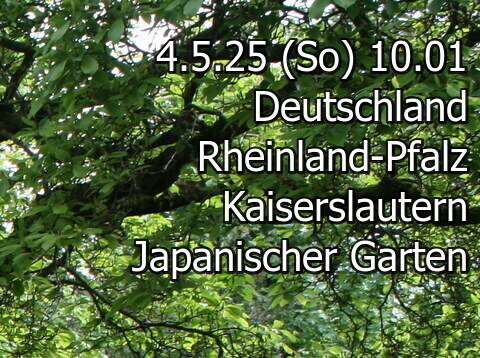 4.5.25 (So) 10.01
Deutschland
Rheinland-Pfalz
Kaiserslautern
Japanischer Garten